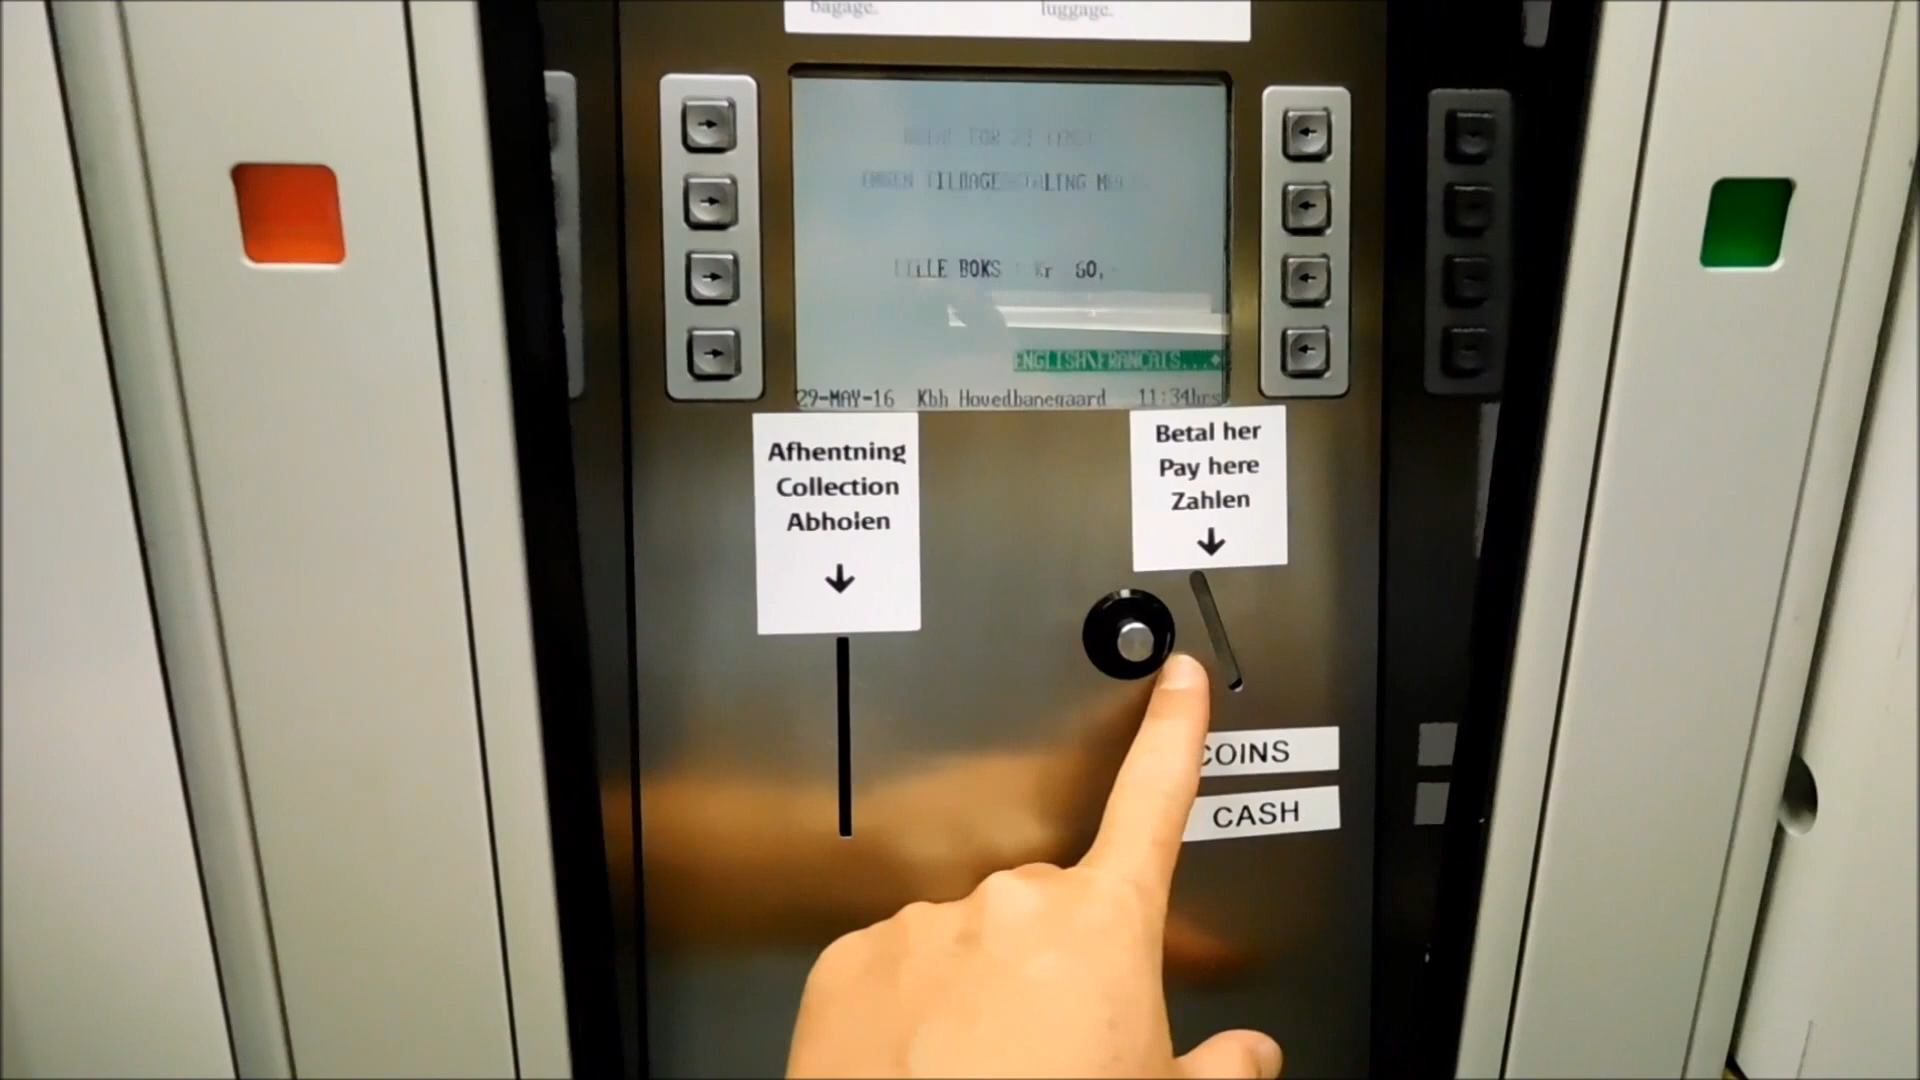 bagage.
luggage.
LILLE BOKS : Kr 60,-
ENGLISH\FRANCAIS...
29-MAY-16 Kbh Hovedbanegaard 11:34hrs
Afhentning
Collection
Abholen
Betal her
Pay here
Zahlen
COINS
CASH